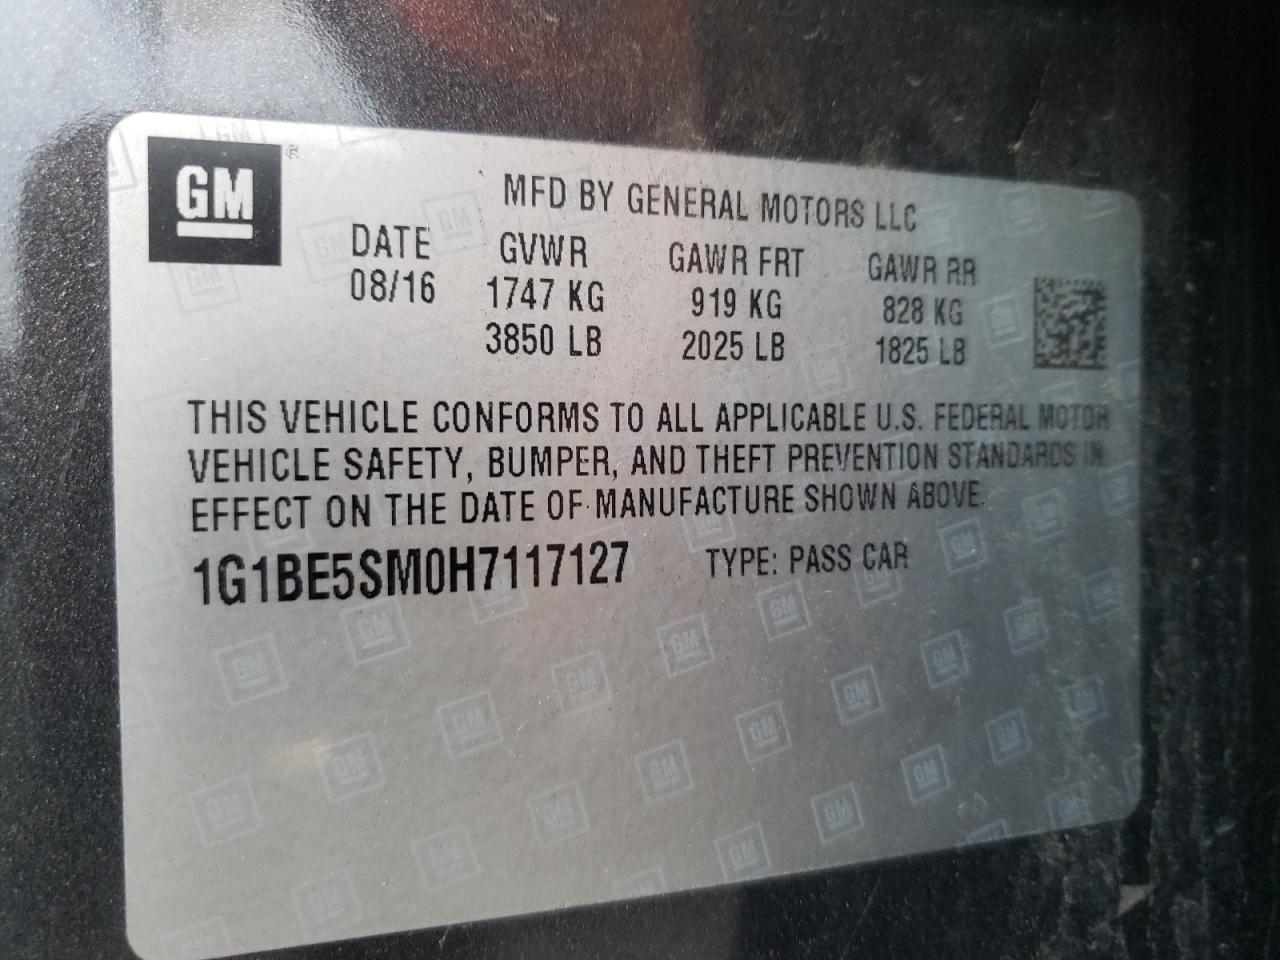 GM®
MFD BY GENERAL MOTORS LLC
DATE GVWR GAWR FRT GAWR RR
08/16 1747 KG 919 KG 828 KG
3850 LB 2025 LB 1825 LB
THIS VEHICLE CONFORMS TO ALL APPLICABLE U.S. FEDERAL MOTOR
VEHICLE SAFETY, BUMPER, AND THEFT PREVENTION STANDARDS IN
EFFECT ON THE DATE OF MANUFACTURE SHOWN ABOVE.
1G1BE5SM0H7117127 TYPE: PASS CAR